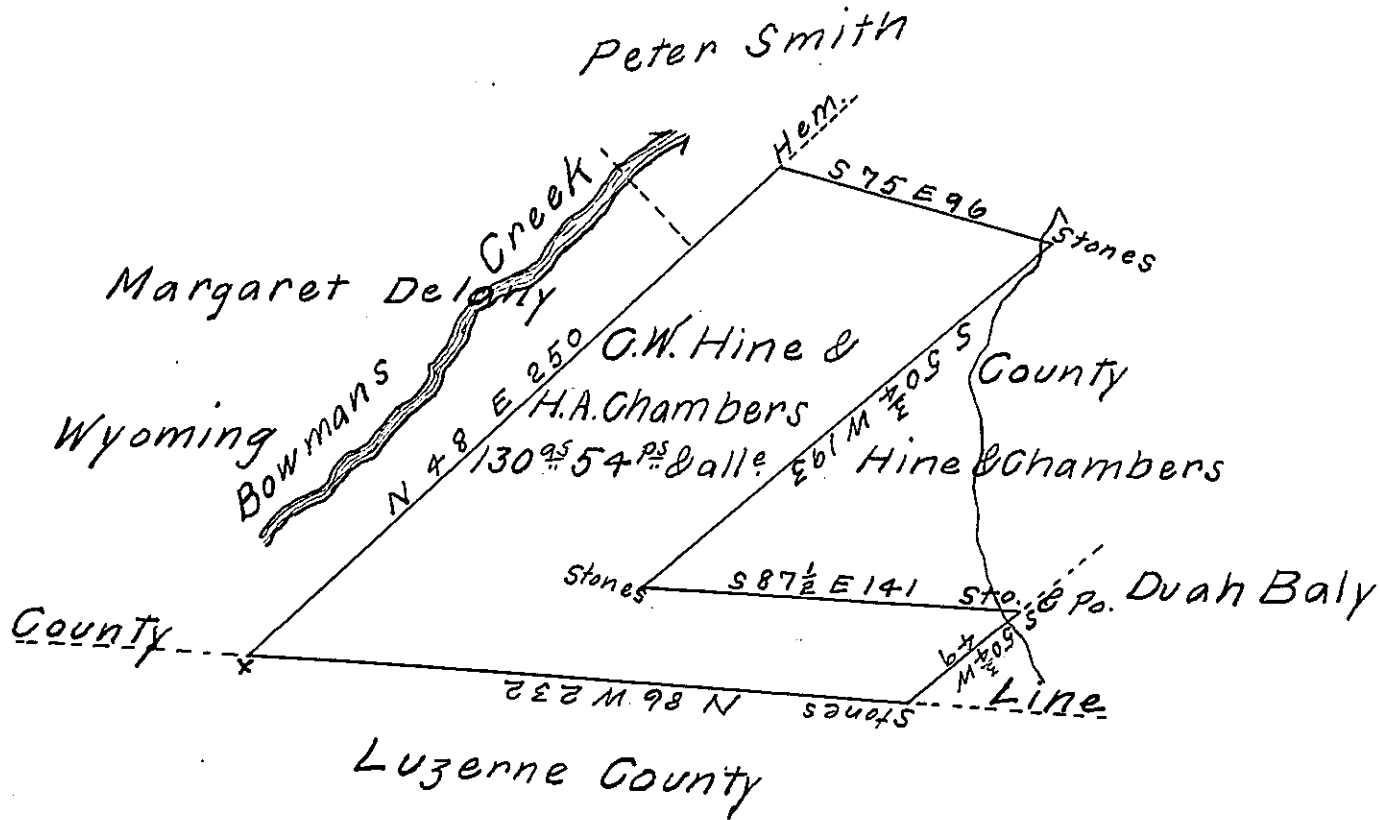 Peter Smith
Hem.
S 75 E 96
Stones
Creek
Margaret Delany
C.W. Hine &
H.A. Chambers
130 as 54 ps & alle.
N 48 E 250
S 50¾ W 193
County
Hine & Chambers
Wyoming
Bowmans
Stones
S 87½ E 141
Sto. & Po.
Duah Baly
S 50¾ W
49
County
N 86 W 232
Stones
Line
Luzerne County